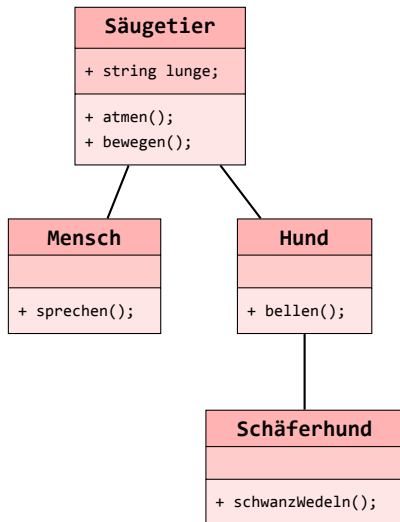 Säugetier
+ string lunge;
+ atmen();
+ bewegen();
Mensch
+ sprechen();
Hund
+ bellen();
Schäferhund
+ schwanzWedeln();